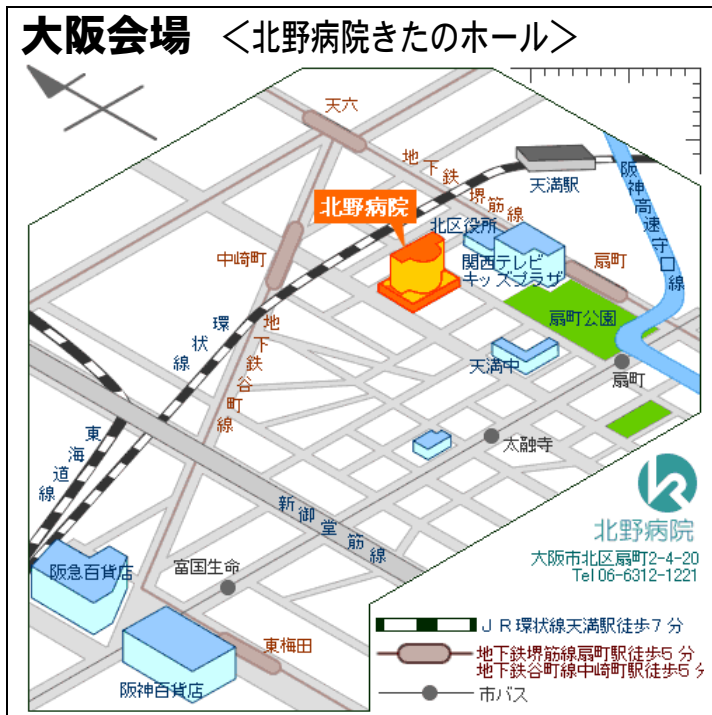 大阪会場 ＜北野病院きたのホール＞
天六
地下鉄堺筋線
天満駅
阪神高速守口線
北野病院
北区役所
中崎町
関西テレビ
キッズプラザ
扇町
扇町公園
環状線
地下鉄谷町線
天満中
扇町
東海道線
太融寺
新御堂筋線
北野病院
大阪市北区扇町2-4-20
Tel 06-6312-1221
阪急百貨店
富国生命
東梅田
阪神百貨店
ＪＲ環状線天満駅徒歩7分
地下鉄堺筋線扇町駅徒歩5分
地下鉄谷町線中崎町駅徒歩5分
市バス